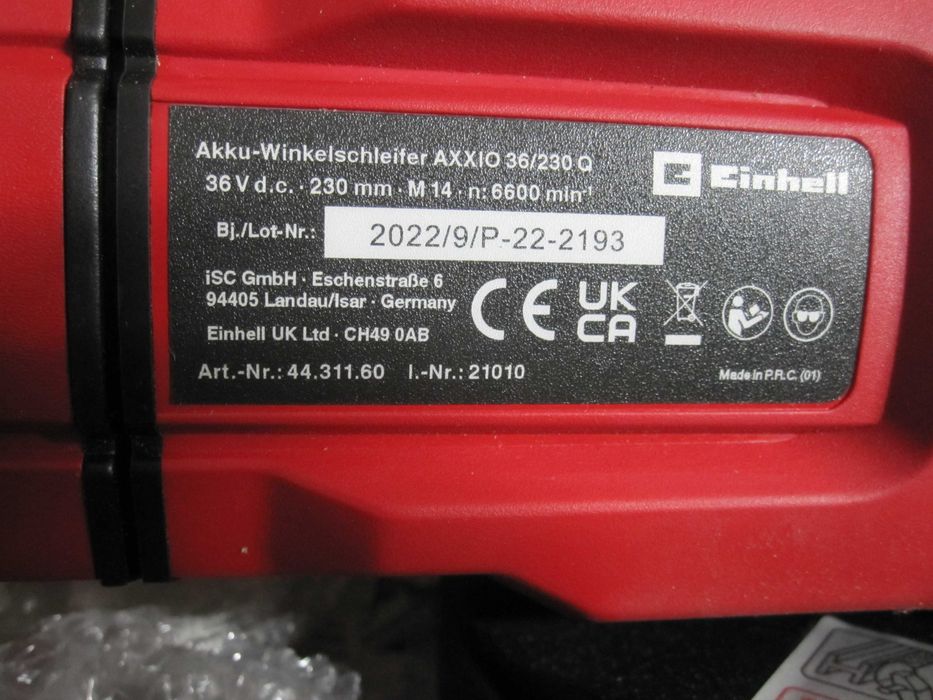 Akku-Winkelschleifer AXXIO 36/230 Q
Einhell
36 V d.c. · 230 mm · M 14 · n: 6600 min⁻¹
Bj./Lot-Nr.: 2022/9/P-22-2193
iSC GmbH · Eschenstraße 6
94405 Landau/Isar · Germany
Einhell UK Ltd · CH49 0AB
CE
UK
CA
Art.-Nr.: 44.311.60 I.-Nr.: 21010
Made in P.R.C. (01)